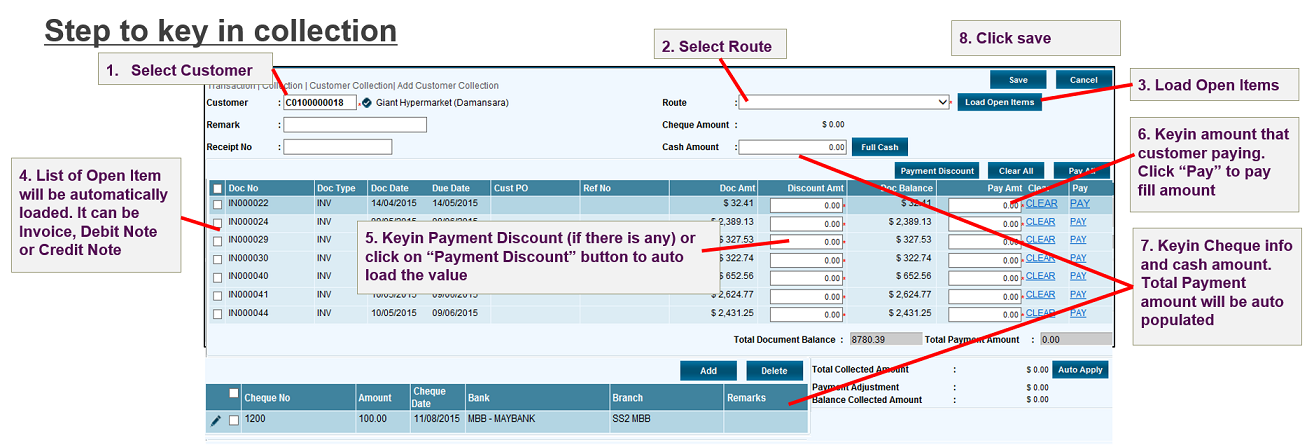 Step to key in collection
1. Select Customer
2. Select Route
8. Click save
Transaction | Collection | Customer Collection| Add Customer Collection
Save Cancel
Customer : C0100000018 * Giant Hypermarket (Damansara)
Route : * Load Open Items
3. Load Open Items
Remark :
Cheque Amount : $ 0.00
Receipt No :
Cash Amount : 0.00 Full Cash
4. List of Open Item
will be automatically
loaded. It can be
Invoice, Debit Note
or Credit Note
6. Keyin amount that
customer paying.
Click “Pay” to pay
fill amount
Payment Discount Clear All Pay All
Doc No Doc Type Doc Date Due Date Cust PO Ref No Doc Amt Discount Amt Doc Balance Pay Amt Clear Pay
IN000022 INV 14/04/2015 14/05/2015 $ 32.41 0.00 * $ 32.41 0.00 * CLEAR PAY
IN000024 INV $ 2,389.13 0.00 * $ 2,389.13 0.00 * CLEAR PAY
IN000029 INV $ 327.53 0.00 * $ 327.53 0.00 * CLEAR PAY
IN000030 INV $ 322.74 0.00 * $ 322.74 0.00 * CLEAR PAY
IN000040 INV $ 652.56 0.00 * $ 652.56 0.00 * CLEAR PAY
IN000041 INV 10/05/2015 09/06/2015 $ 2,624.77 0.00 * $ 2,624.77 0.00 * CLEAR PAY
IN000044 INV 10/05/2015 09/06/2015 $ 2,431.25 0.00 * $ 2,431.25 0.00 * CLEAR PAY
5. Keyin Payment Discount (if there is any) or
click on “Payment Discount” button to auto
load the value
7. Keyin Cheque info
and cash amount.
Total Payment
amount will be auto
populated
Total Document Balance : 8780.39 Total Payment Amount : 0.00
Add Delete
Total Collected Amount : $ 0.00 Auto Apply
Payment Adjustment : $ 0.00
Balance Collected Amount : $ 0.00
Cheque No Amount Cheque Date Bank Branch Remarks
1200 100.00 11/08/2015 MBB - MAYBANK SS2 MBB